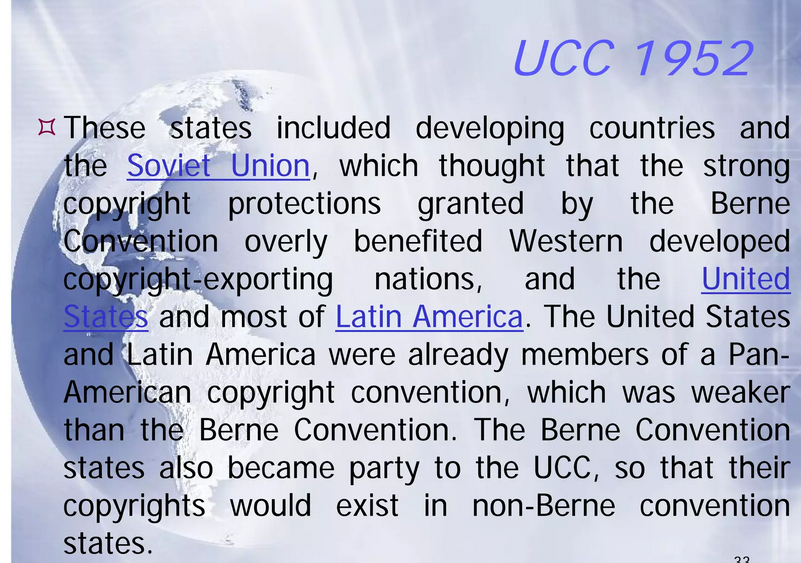 UCC 1952
¤ These states included developing countries and
the Soviet Union, which thought that the strong
copyright protections granted by the Berne
Convention overly benefited Western developed
copyright-exporting nations, and the United
States and most of Latin America. The United States
and Latin America were already members of a Pan-
American copyright convention, which was weaker
than the Berne Convention. The Berne Convention
states also became party to the UCC, so that their
copyrights would exist in non-Berne convention
states.
33